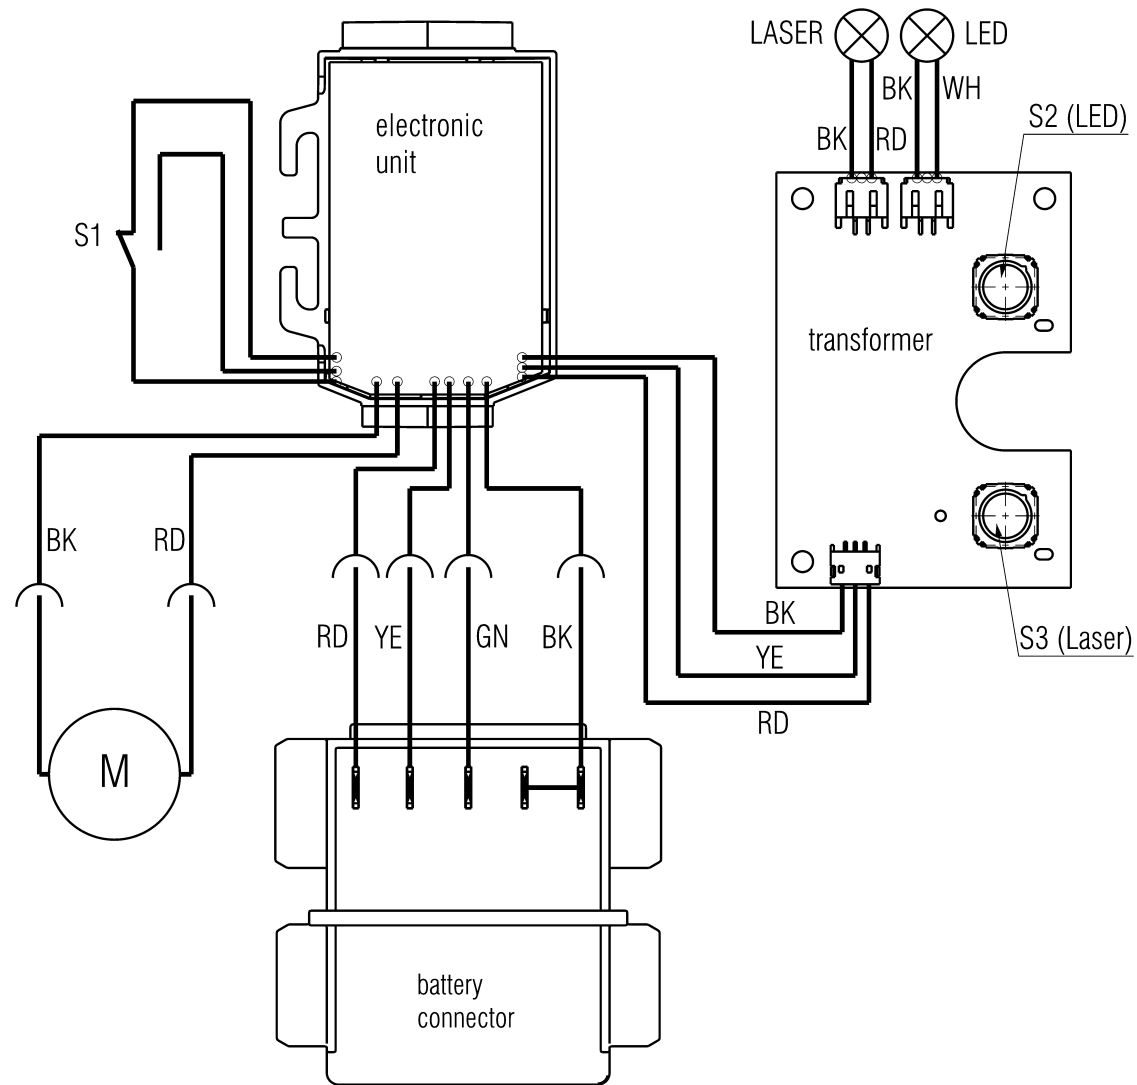 LASER
LED
BK
WH
S2 (LED)
electronic
unit
BK
RD
S1
transformer
BK
RD
BK
S3 (Laser)
RD
YE
GN
BK
YE
RD
M
battery
connector